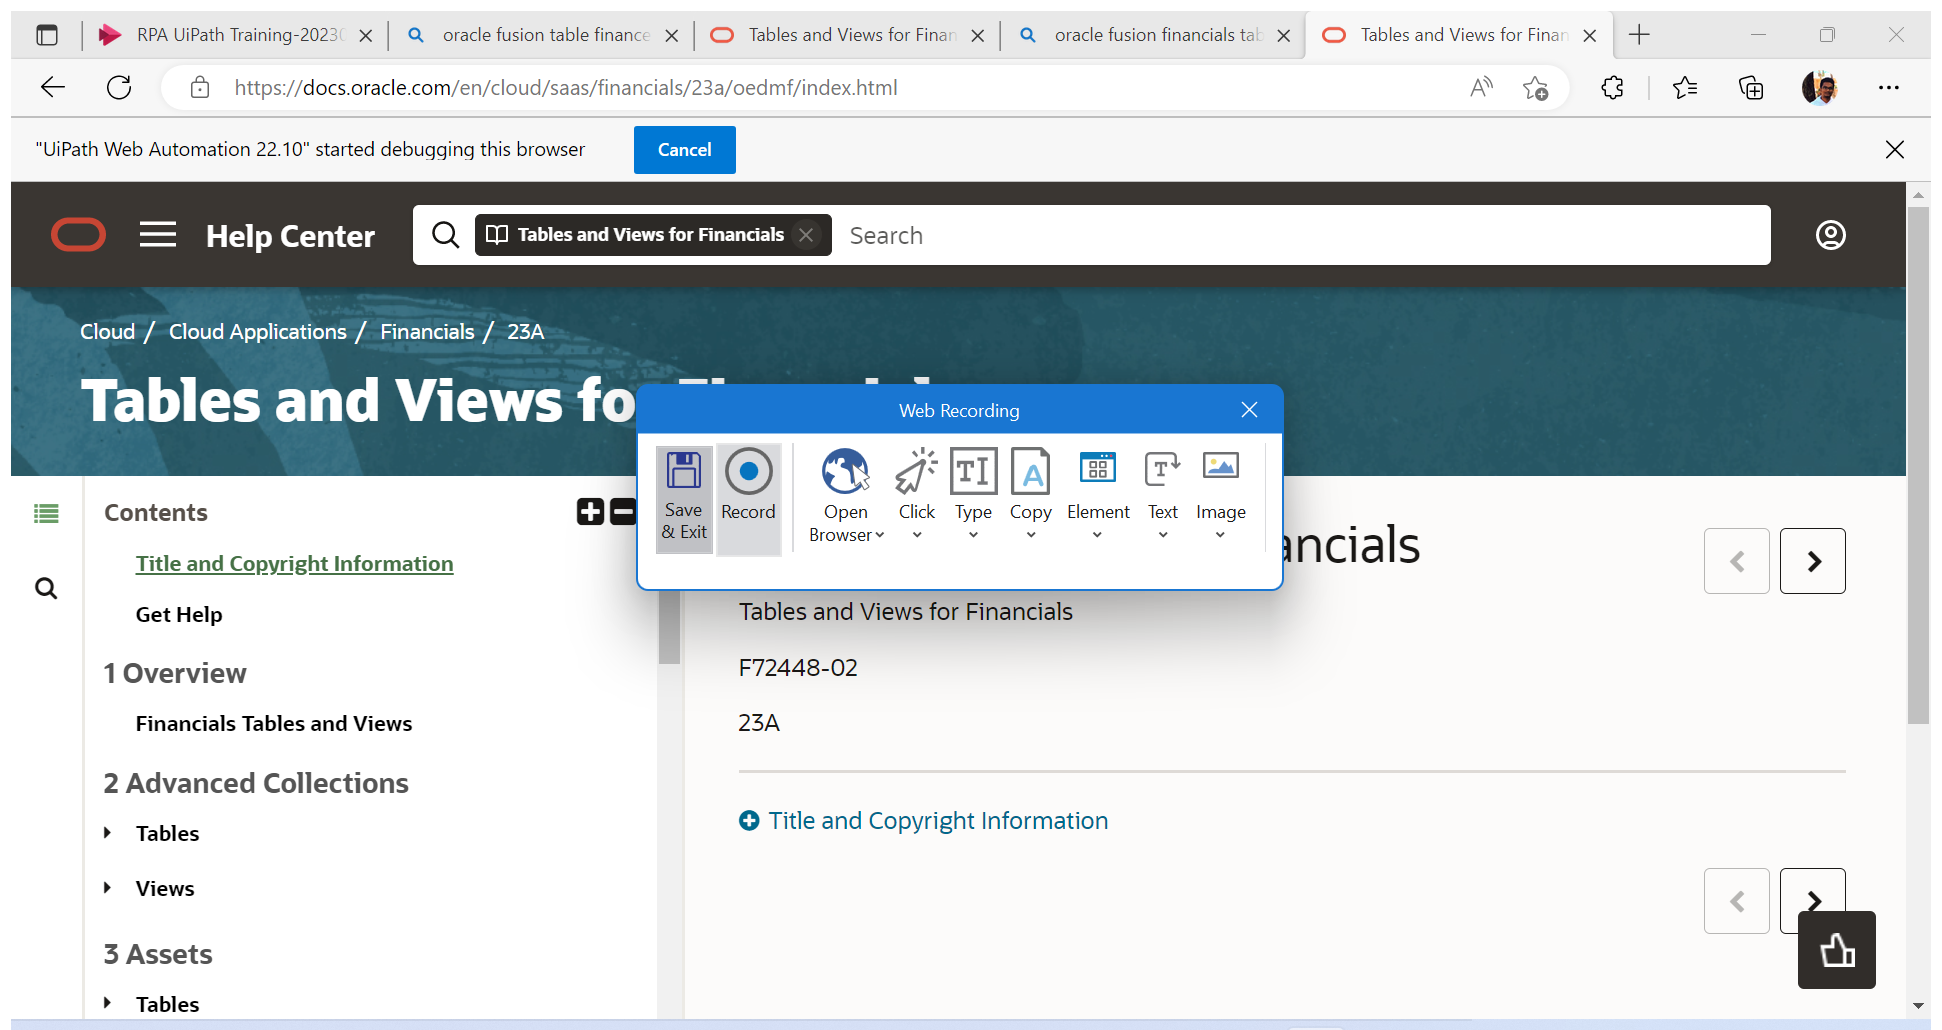 RPA UiPath Training-2023
oracle fusion table finance
Tables and Views for Finan
oracle fusion financials tab
Tables and Views for Finan
https://docs.oracle.com/en/cloud/saas/financials/23a/oedmf/index.html
"UiPath Web Automation 22.10" started debugging this browser
Cancel
Help Center
Tables and Views for Financials
Search
Cloud / Cloud Applications / Financials / 23A
Tables and Views fo
Web Recording
Save & Exit
Record
Open Browser
Click
Type
Copy
Element
Text
Image
Contents
Title and Copyright Information
Get Help
1 Overview
Financials Tables and Views
2 Advanced Collections
Tables
Views
3 Assets
Tables
ancials
Tables and Views for Financials
F72448-02
23A
Title and Copyright Information